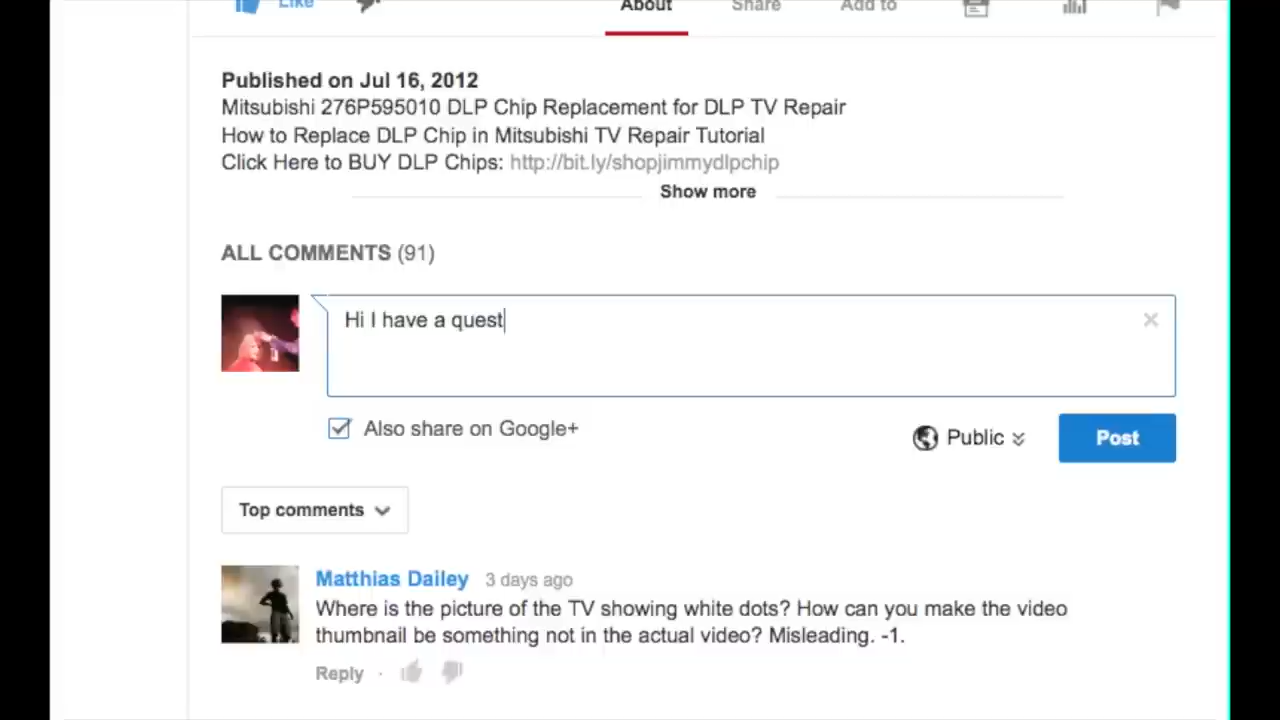 Like About Share Add to
Published on Jul 16, 2012
Mitsubishi 276P595010 DLP Chip Replacement for DLP TV Repair
How to Replace DLP Chip in Mitsubishi TV Repair Tutorial
Click Here to BUY DLP Chips: http://bit.ly/shopjimmydlpchip
Show more
ALL COMMENTS (91)
Hi I have a quest
Also share on Google+
Public
Post
Top comments
Matthias Dailey 3 days ago
Where is the picture of the TV showing white dots? How can you make the video
thumbnail be something not in the actual video? Misleading. -1.
Reply